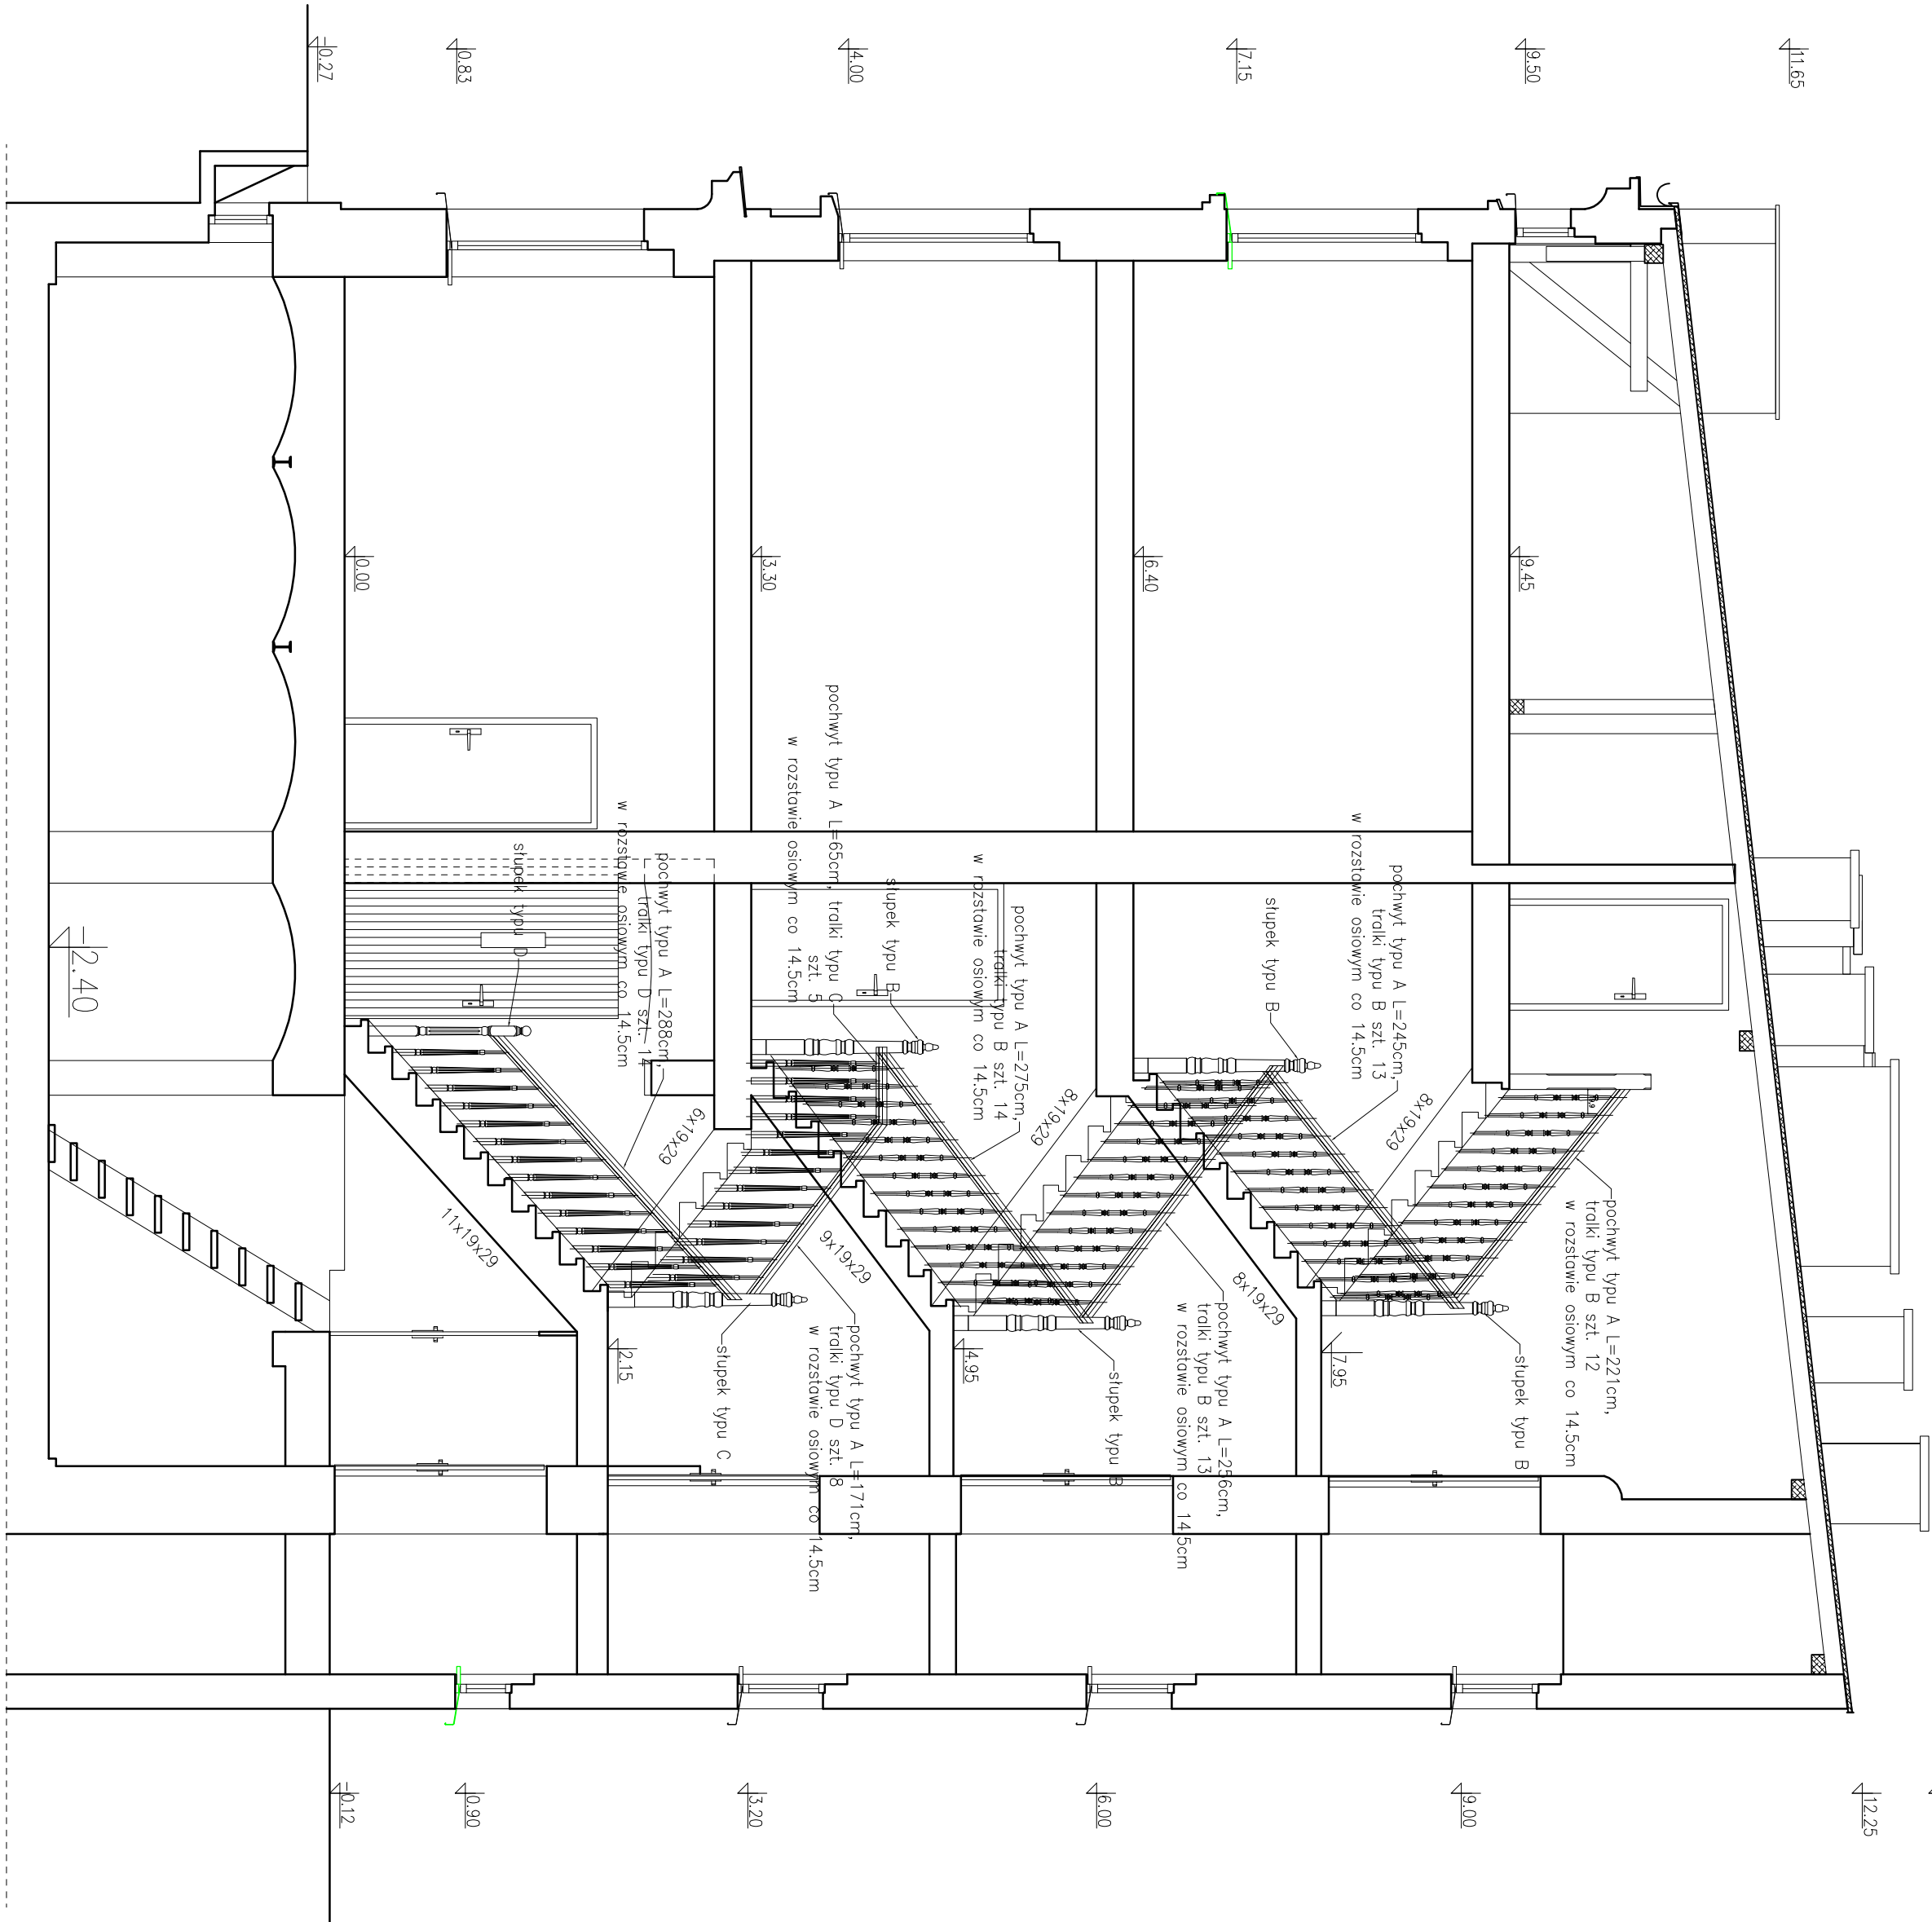 11.65
9.50
7.15
4.00
0.83
-0.27
9.45
6.40
3.30
0.00
-2.40
pochwyt typu A L=221cm,
tralki typu B szt. 12
w rozstawie osiowym co 14.5cm
słupek typu B
7.9
pochwyt typu A L=245cm,
tralki typu B szt. 13
w rozstawie osiowym co 14.5cm
słupek typu B
8x19x29
7.95
8x19x29
pochwyt typu A L=256cm,
tralki typu B szt. 13
w rozstawie osiowym co 14.5cm
słupek typu B
pochwyt typu A L=275cm,
tralki typu B szt. 14
w rozstawie osiowym co 14.5cm
8x19x29
4.95
słupek typu B
pochwyt typu A L=65cm, tralki typu C
szt. 5
w rozstawie osiowym co 14.5cm
9x19x29
pochwyt typu A L=171cm,
tralki typu D szt. 8
w rozstawie osiowym co 14.5cm
słupek typu C
6x19x29
2.15
pochwyt typu A L=288cm,
tralki typu D szt. 14
w rozstawie osiowym co 14.5cm
słupek typu D
11x19x29
12.25
9.00
6.00
3.20
0.90
-0.12